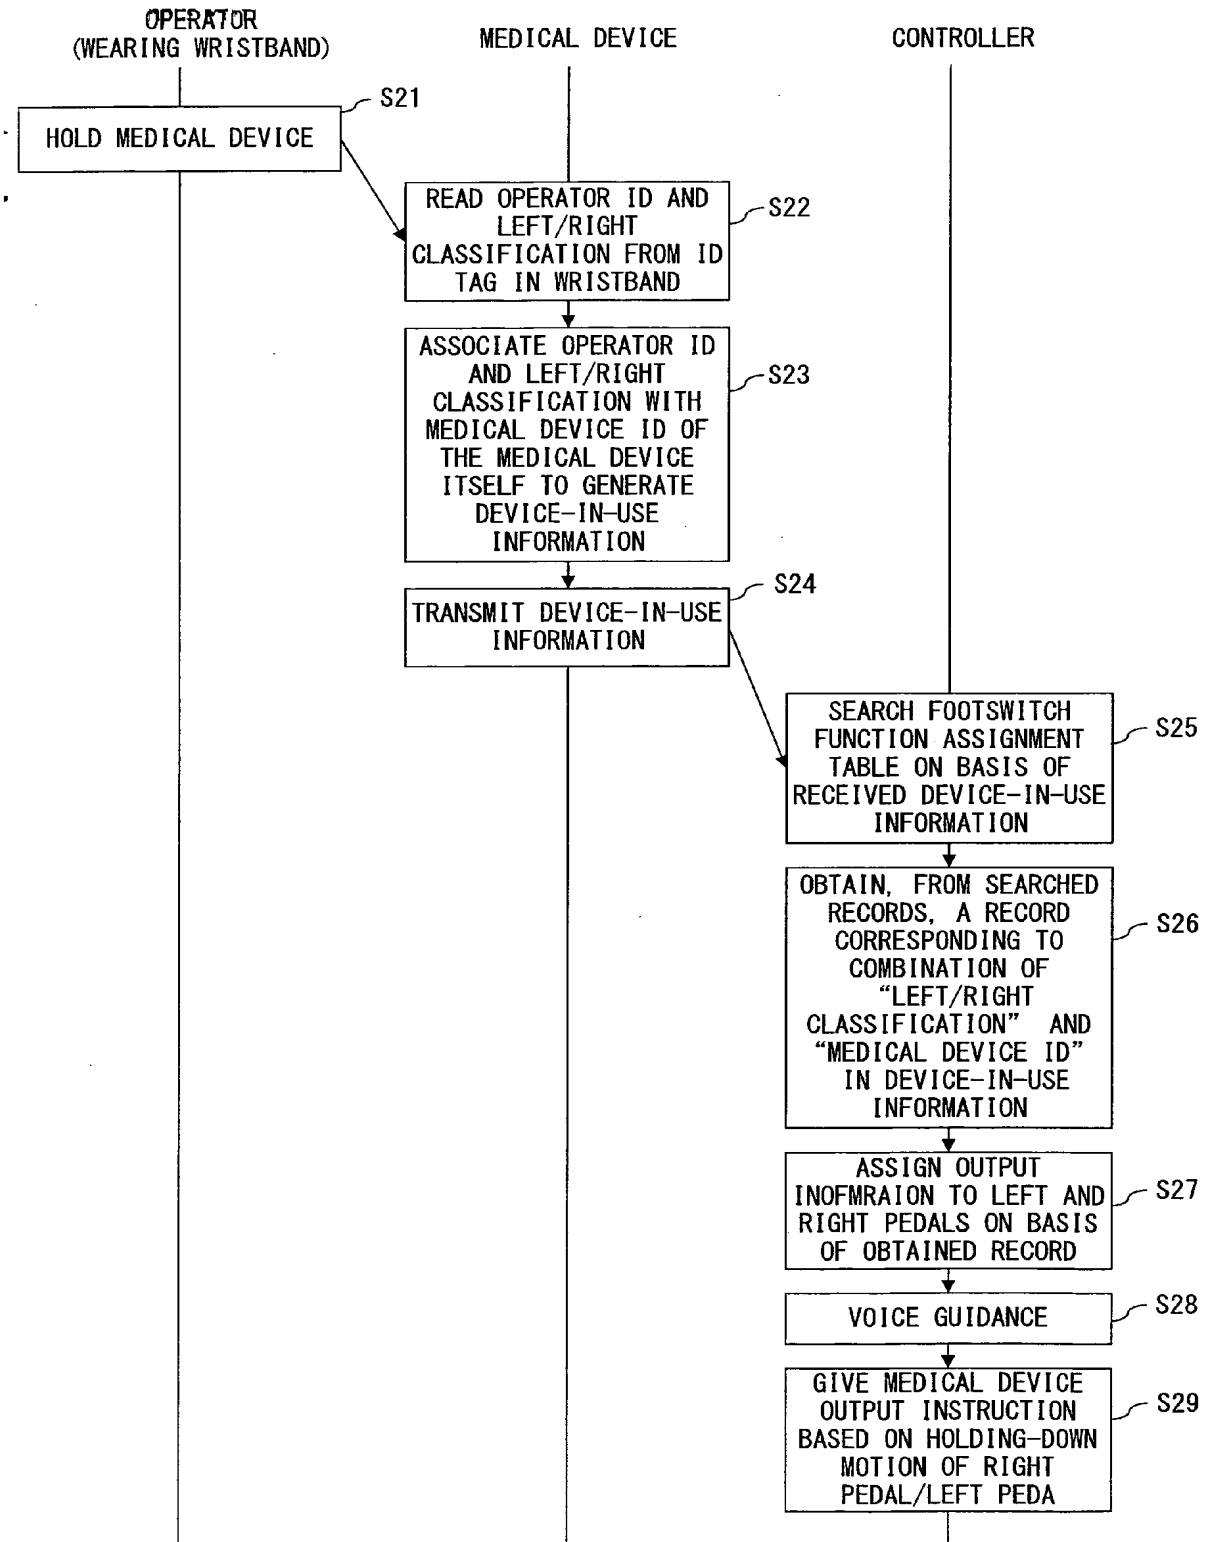 OPERATOR
(WEARING WRISTBAND)
MEDICAL DEVICE
CONTROLLER
S21
HOLD MEDICAL DEVICE
READ OPERATOR ID AND
LEFT/RIGHT
CLASSIFICATION FROM ID
TAG IN WRISTBAND
S22
ASSOCIATE OPERATOR ID
AND LEFT/RIGHT
CLASSIFICATION WITH
MEDICAL DEVICE ID OF
THE MEDICAL DEVICE
ITSELF TO GENERATE
DEVICE-IN-USE
INFORMATION
S23
S24
TRANSMIT DEVICE-IN-USE
INFORMATION
SEARCH FOOTSWITCH
FUNCTION ASSIGNMENT
TABLE ON BASIS OF
RECEIVED DEVICE-IN-USE
INFORMATION
S25
OBTAIN, FROM SEARCHED
RECORDS, A RECORD
CORRESPONDING TO
COMBINATION OF
“LEFT/RIGHT
CLASSIFICATION” AND
“MEDICAL DEVICE ID”
IN DEVICE-IN-USE
INFORMATION
S26
ASSIGN OUTPUT
INOFMRAION TO LEFT AND
RIGHT PEDALS ON BASIS
OF OBTAINED RECORD
S27
VOICE GUIDANCE
S28
GIVE MEDICAL DEVICE
OUTPUT INSTRUCTION
BASED ON HOLDING-DOWN
MOTION OF RIGHT
PEDAL/LEFT PEDA
S29